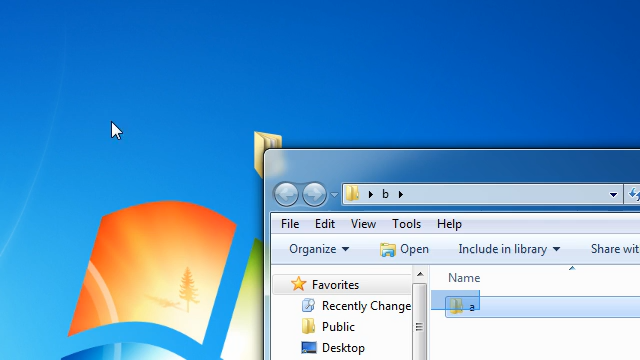 b
File Edit View Tools Help
Organize Open Include in library Share wit
Favorites Name
Recently Change a
Public
Desktop